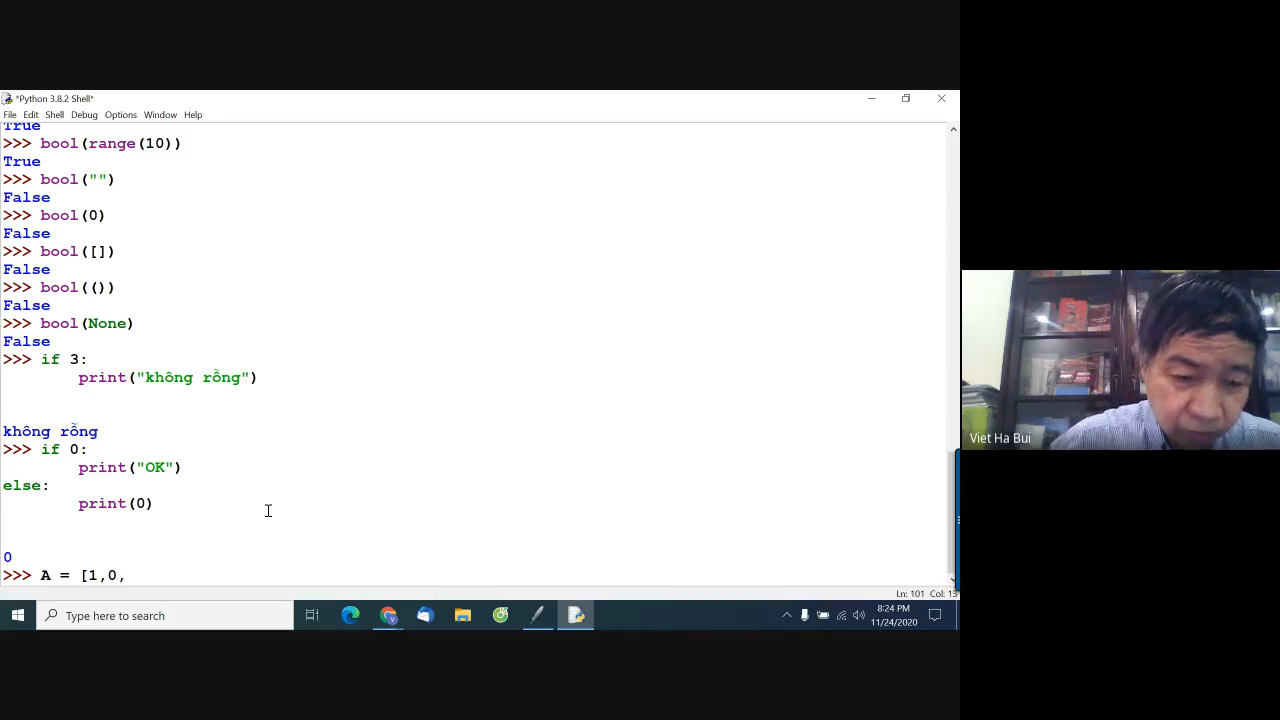 *Python 3.8.2 Shell*
File Edit Shell Debug Options Window Help
True
>>> bool(range(10))
True
>>> bool("")
False
>>> bool(0)
False
>>> bool([])
False
>>> bool(())
False
>>> bool(None)
False
>>> if 3:
print("không rỗng")
không rỗng
>>> if 0:
print("OK")
else:
print(0)
0
>>> A = [1,0,
Ln: 101 Col: 13
Type here to search
8:24 PM
11/24/2020
Viet Ha Bui